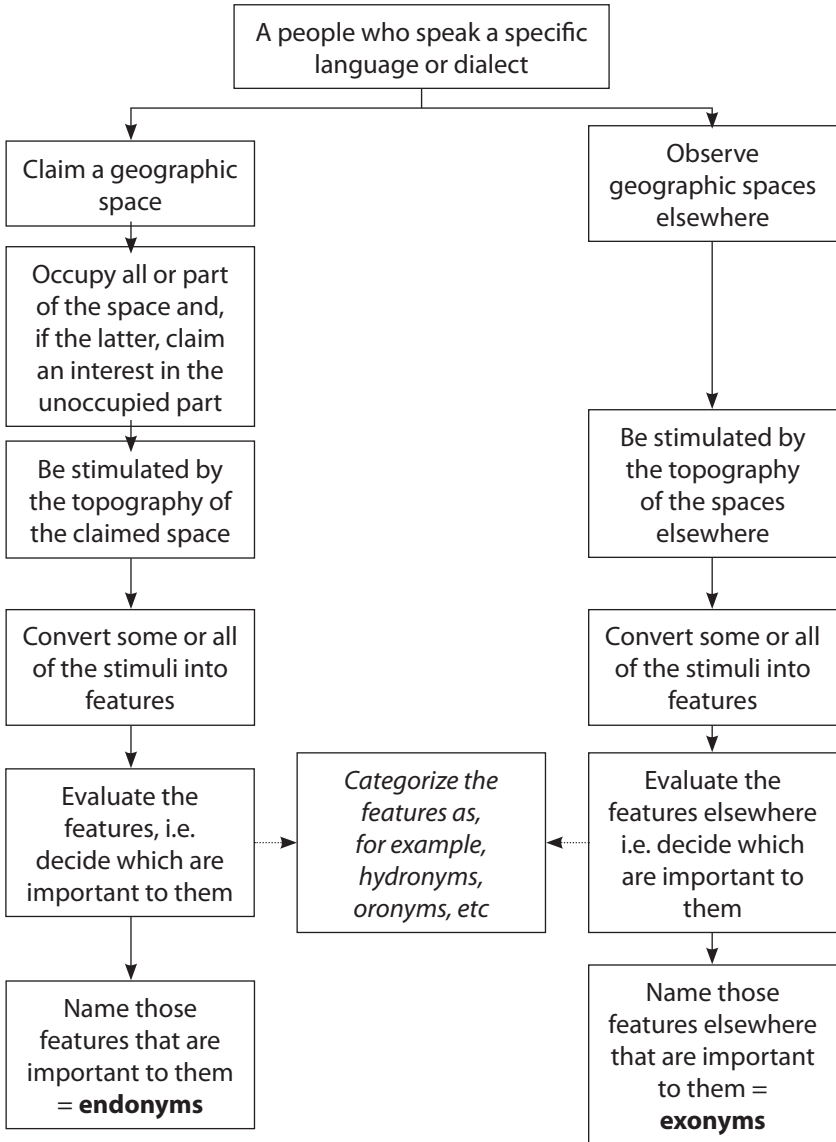 A people who speak a specific
language or dialect
Claim a geographic
space
Occupy all or part
of the space and,
if the latter, claim
an interest in the
unoccupied part
Be stimulated by
the topography of
the claimed space
Convert some or all
of the stimuli into
features
Evaluate the
features, i.e.
decide which are
important to them
Name those
features that are
important to them
= endonyms
Categorize the
features as,
for example,
hydronyms,
oronyms, etc
Observe
geographic spaces
elsewhere
Be stimulated by
the topography
of the spaces
elsewhere
Convert some or all
of the stimuli into
features
Evaluate the
features elsewhere
i.e. decide which
are important to
them
Name those
features elsewhere
that are important
to them =
exonyms